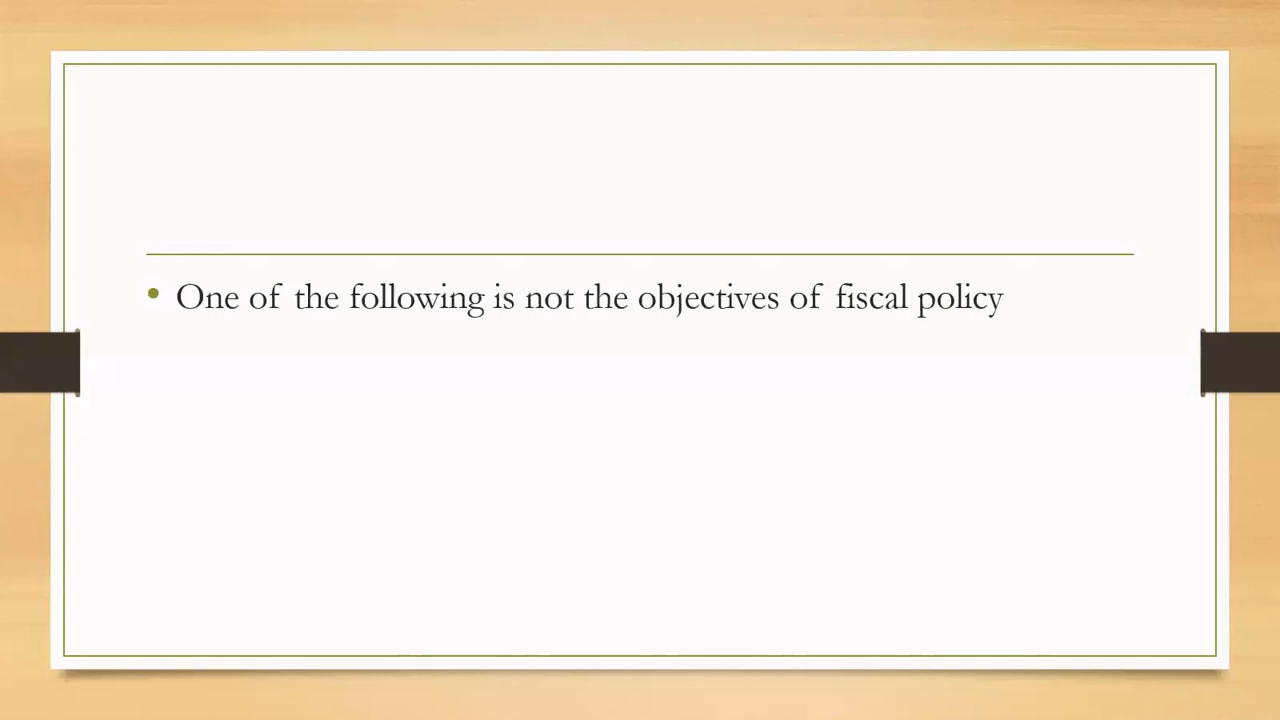 • One of the following is not the objectives of fiscal policy